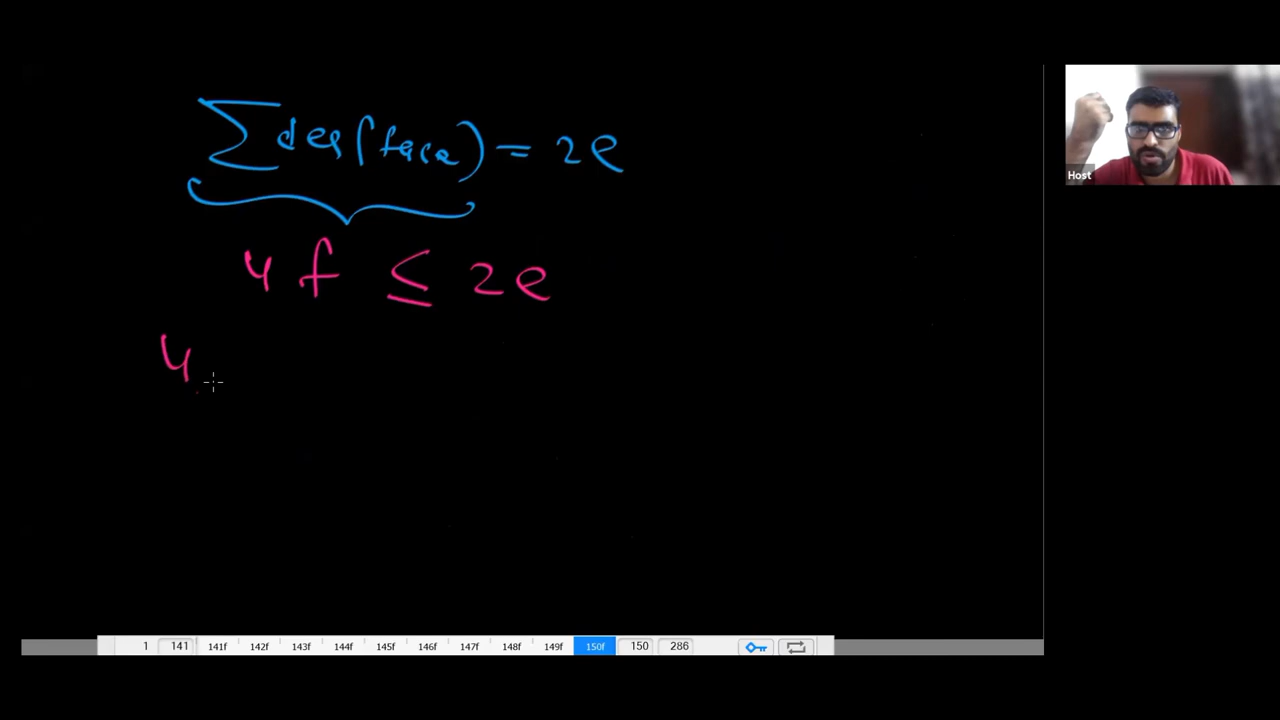 ∑ deg(face) = 2e
4f ≤ 2e
4
Host
1 141 141f 142f 143f 144f 145f 146f 147f 148f 149f 150f 150 286